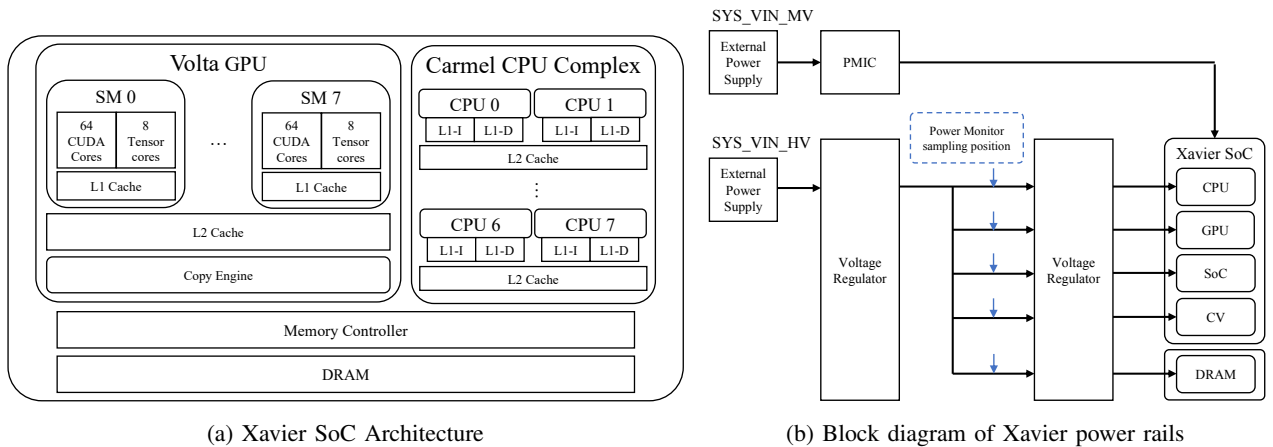 Volta GPU
SM 0
64
CUDA
Cores
8
Tensor
cores
L1 Cache
...
SM 7
64
CUDA
Cores
8
Tensor
cores
L1 Cache
L2 Cache
Copy Engine
Carmel CPU Complex
CPU 0
L1-I
L1-D
CPU 1
L1-I
L1-D
L2 Cache
⋮
CPU 6
L1-I
L1-D
CPU 7
L1-I
L1-D
L2 Cache
Memory Controller
DRAM
(a) Xavier SoC Architecture
SYS_VIN_MV
External
Power
Supply
PMIC
SYS_VIN_HV
External
Power
Supply
Voltage
Regulator
Power Monitor
sampling position
Voltage
Regulator
Xavier SoC
CPU
GPU
SoC
CV
DRAM
(b) Block diagram of Xavier power rails